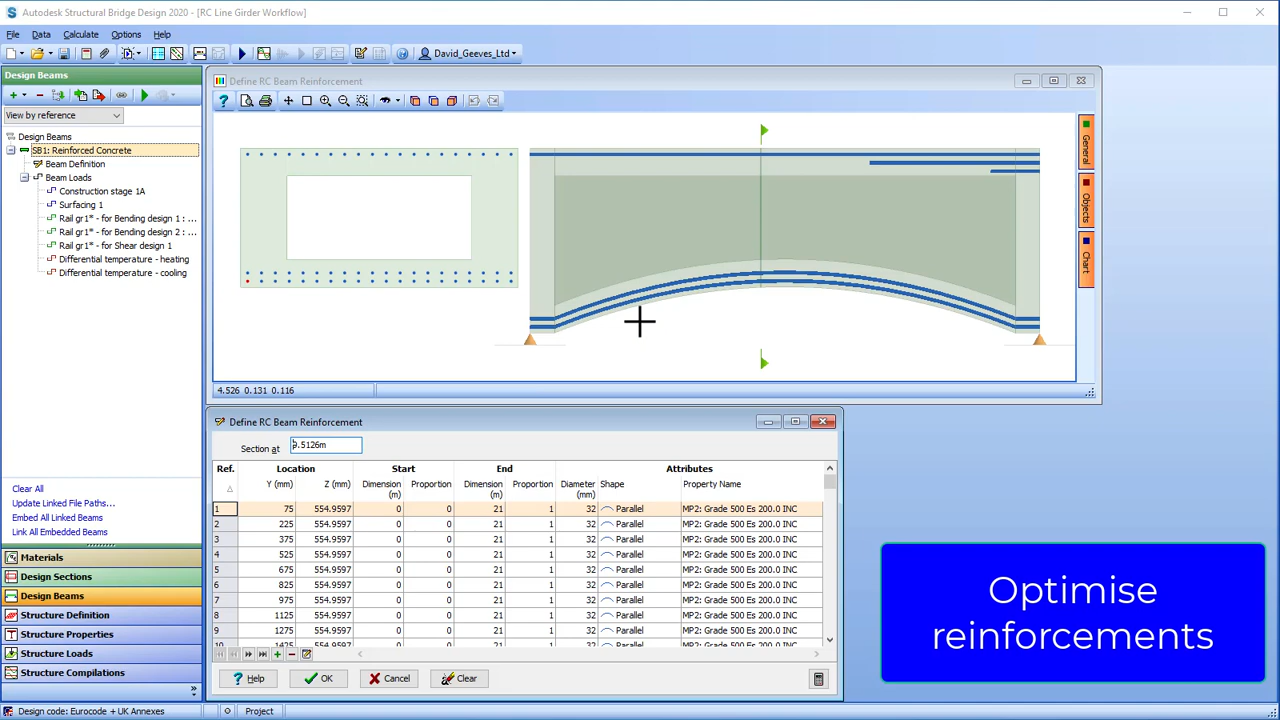 Autodesk Structural Bridge Design 2020 - [RC Line Girder Workflow]
File Data Calculate Options Help
David_Geeves_Ltd
Design Beams
View by reference
Design Beams
SB1: Reinforced Concrete
Beam Definition
Beam Loads
Construction stage 1A
Surfacing 1
Rail gr1* - for Bending design 1 : ...
Rail gr1* - for Bending design 2 : ...
Rail gr1* - for Shear design 1
Differential temperature - heating
Differential temperature - cooling
Clear All
Update Linked File Paths...
Embed All Linked Beams
Link All Embedded Beams
Materials
Design Sections
Design Beams
Structure Definition
Structure Properties
Structure Loads
Structure Compilations
Design code: Eurocode + UK Annexes
Project
Define RC Beam Reinforcement
General
Objects
Chart
4.526 0.131 0.116
Define RC Beam Reinforcement
Section at 9.5126m
Ref. Location Start End Attributes
Y (mm) Z (mm) Dimension (m) Proportion Dimension (m) Proportion Diameter (mm) Shape Property Name
1 75 554.9597 0 0 21 1 32 Parallel MP2: Grade 500 Es 200.0 INC
2 225 554.9597 0 0 21 1 32 Parallel MP2: Grade 500 Es 200.0 INC
3 375 554.9597 0 0 21 1 32 Parallel MP2: Grade 500 Es 200.0 INC
4 525 554.9597 0 0 21 1 32 Parallel MP2: Grade 500 Es 200.0 INC
5 675 554.9597 0 0 21 1 32 Parallel MP2: Grade 500 Es 200.0 INC
6 825 554.9597 0 0 21 1 32 Parallel MP2: Grade 500 Es 200.0 INC
7 975 554.9597 0 0 21 1 32 Parallel MP2: Grade 500 Es 200.0 INC
8 1125 554.9597 0 0 21 1 32 Parallel MP2: Grade 500 Es 200.0 INC
9 1275 554.9597 0 0 21 1 32 Parallel MP2: Grade 500 Es 200.0 INC
Help OK Cancel Clear
Optimise
reinforcements